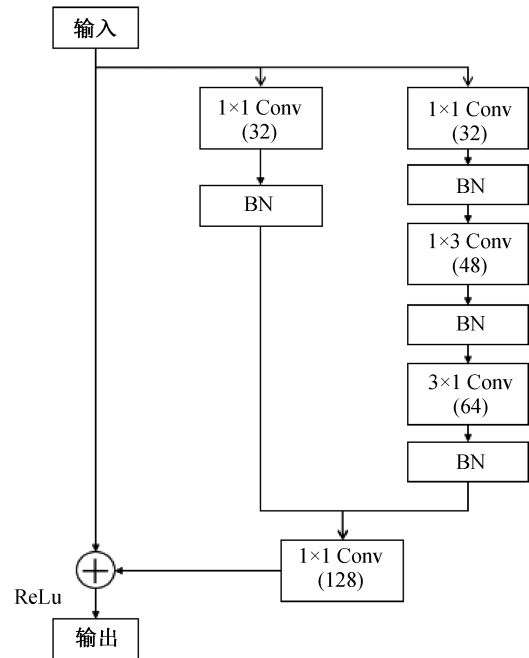 输入
1×1 Conv
(32)
BN
1×1 Conv
(32)
BN
1×3 Conv
(48)
BN
3×1 Conv
(64)
BN
1×1 Conv
(128)
ReLu
输出